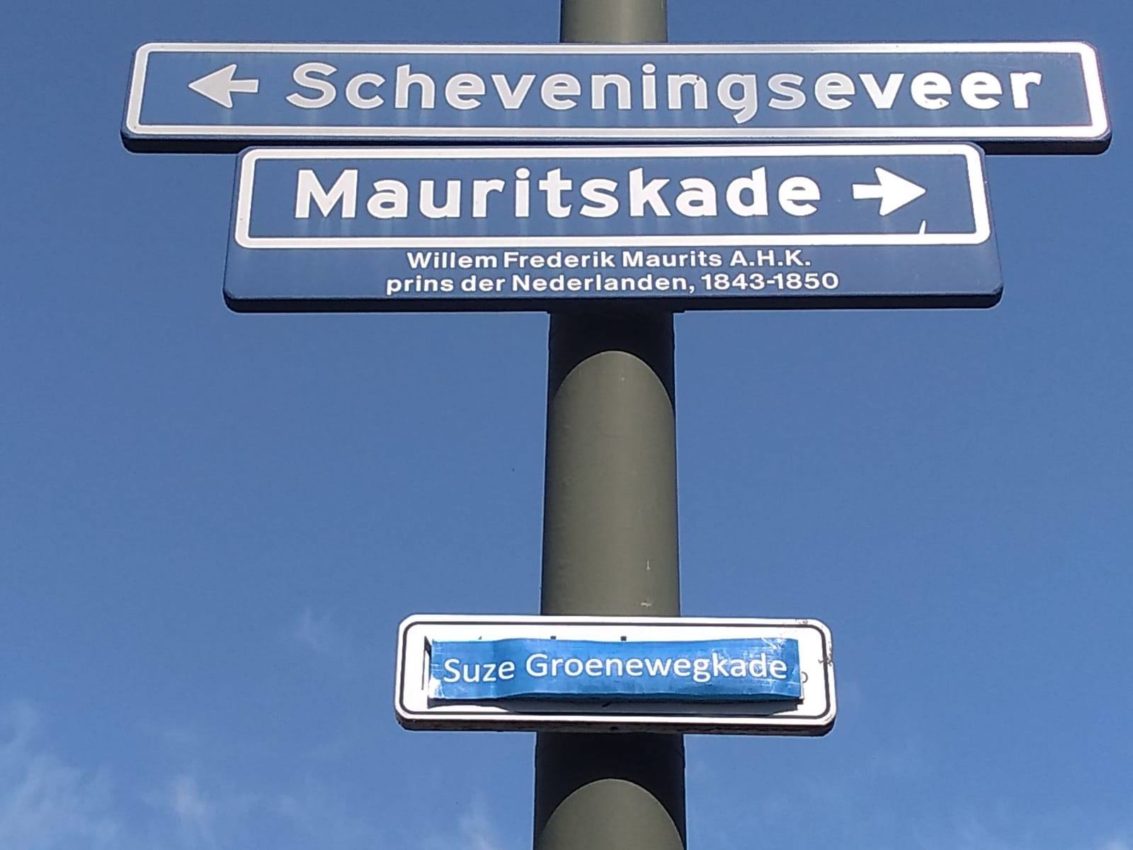 ← Scheveningseveer
Mauritskade →
Willem Frederik Maurits A.H.K.
prins der Nederlanden, 1843-1850
Suze Groenewegkade